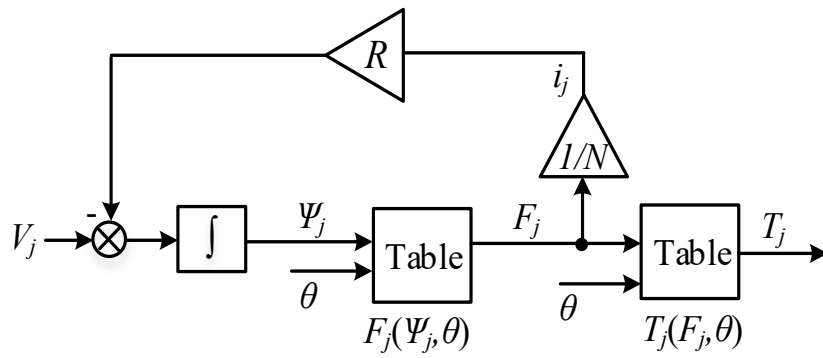 R
i_j
1/N
-
V_j
∫
Ψ_j
θ
Table
F_j(Ψ_j,θ)
F_j
θ
Table
T_j(F_j,θ)
T_j